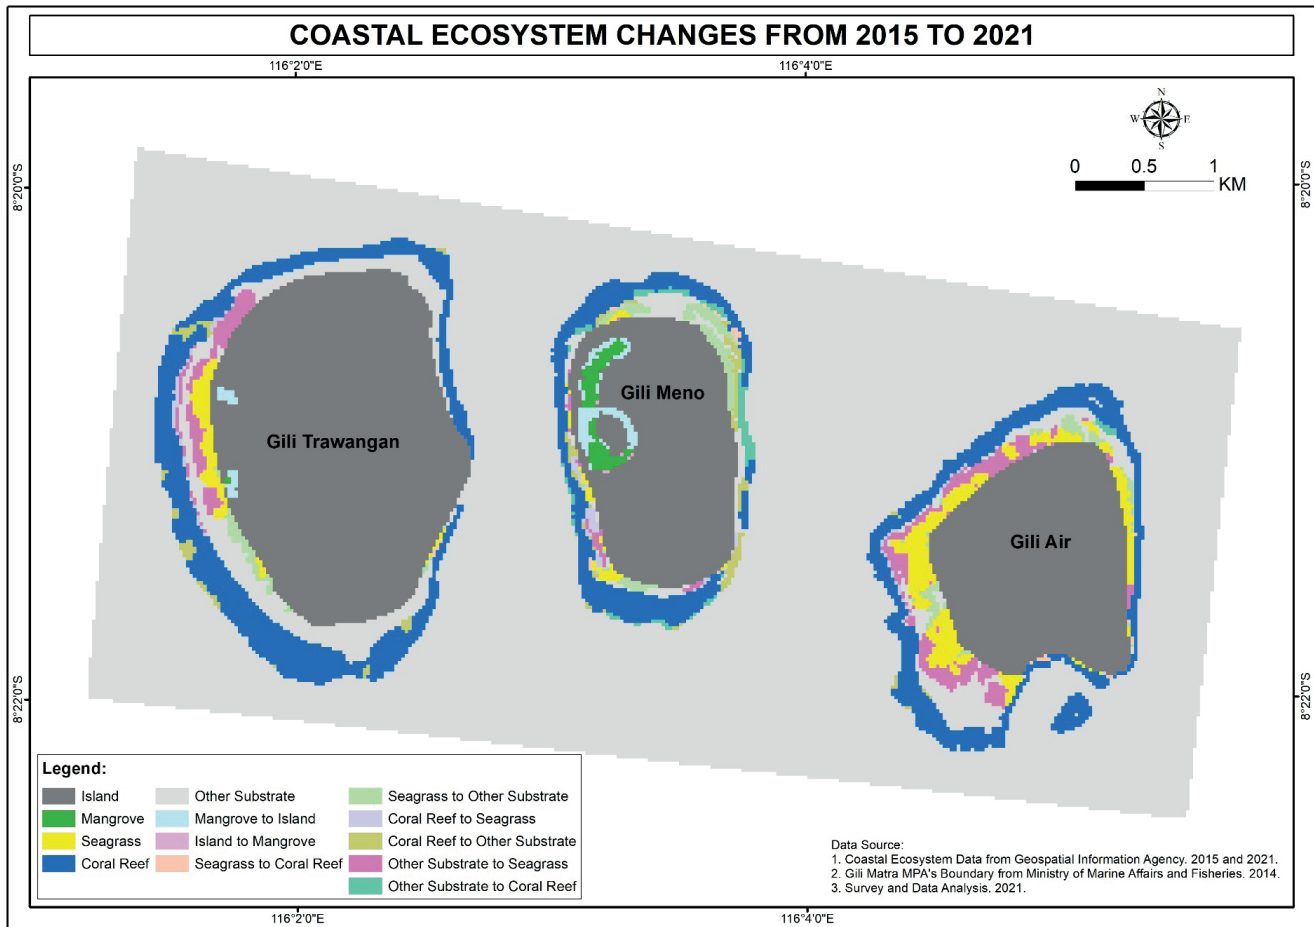 COASTAL ECOSYSTEM CHANGES FROM 2015 TO 2021
116°2'0"E 116°4'0"E
N
W E
S
0 0.5 1
KM
8°20'0"S 8°20'0"S
Gili Meno
Gili Trawangan
Gili Air
8°22'0"S 8°22'0"S
Legend:
Island
Mangrove
Seagrass
Coral Reef
Other Substrate
Mangrove to Island
Island to Mangrove
Seagrass to Coral Reef
Seagrass to Other Substrate
Coral Reef to Seagrass
Coral Reef to Other Substrate
Other Substrate to Seagrass
Other Substrate to Coral Reef
Data Source:
1. Coastal Ecosystem Data from Geospatial Information Agency. 2015 and 2021.
2. Gili Matra MPA's Boundary from Ministry of Marine Affairs and Fisheries. 2014.
3. Survey and Data Analysis. 2021.
116°2'0"E 116°4'0"E